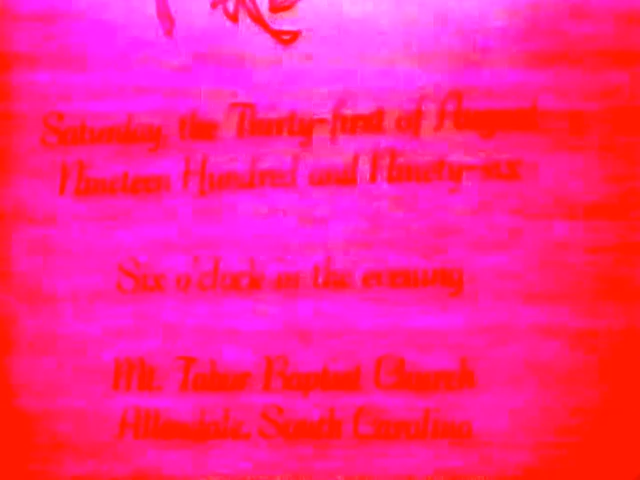 Saturday, the Thirty-first of August
Nineteen Hundred and Ninety-six
Six o'clock in the evening
Mt. Tabor Baptist Church
Allendale, South Carolina